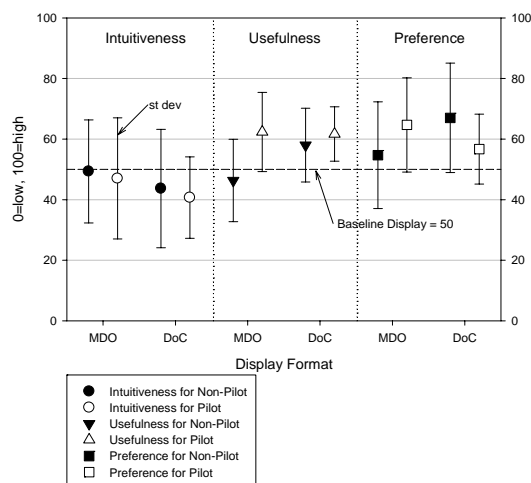 Intuitiveness Usefulness Preference
100 100
80 80
60 60
40 40
20 20
0 0
0=low, 100=high
st dev
Baseline Display = 50
MDO DoC MDO DoC MDO DoC
Display Format
Intuitiveness for Non-Pilot
Intuitiveness for Pilot
Usefulness for Non-Pilot
Usefulness for Pilot
Preference for Non-Pilot
Preference for Pilot